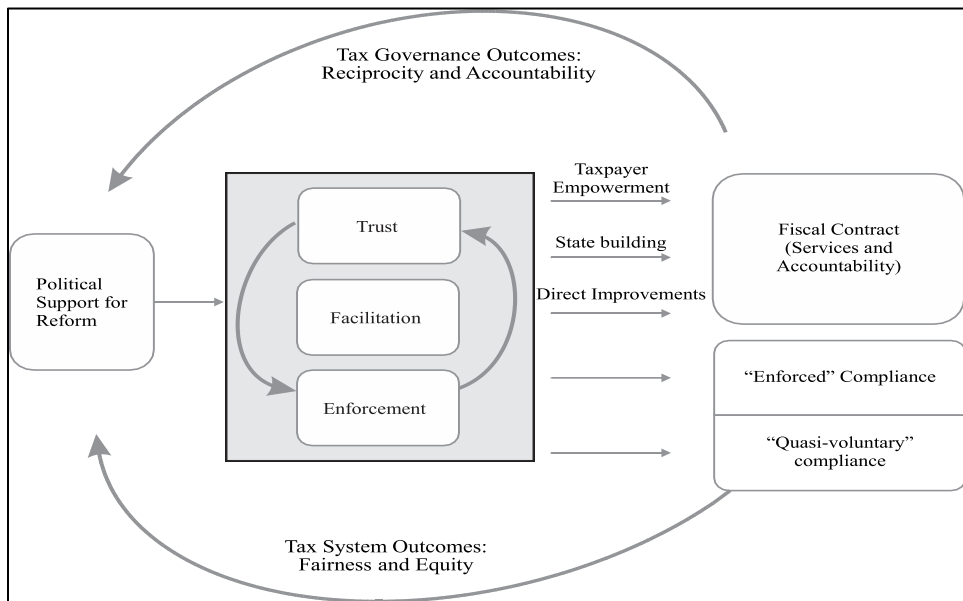 Tax Governance Outcomes:
Reciprocity and Accountability
Political
Support for
Reform
Trust
Facilitation
Enforcement
Taxpayer
Empowerment
State building
Direct Improvements
Fiscal Contract
(Services and
Accountability)
“Enforced” Compliance
“Quasi-voluntary”
compliance
Tax System Outcomes:
Fairness and Equity